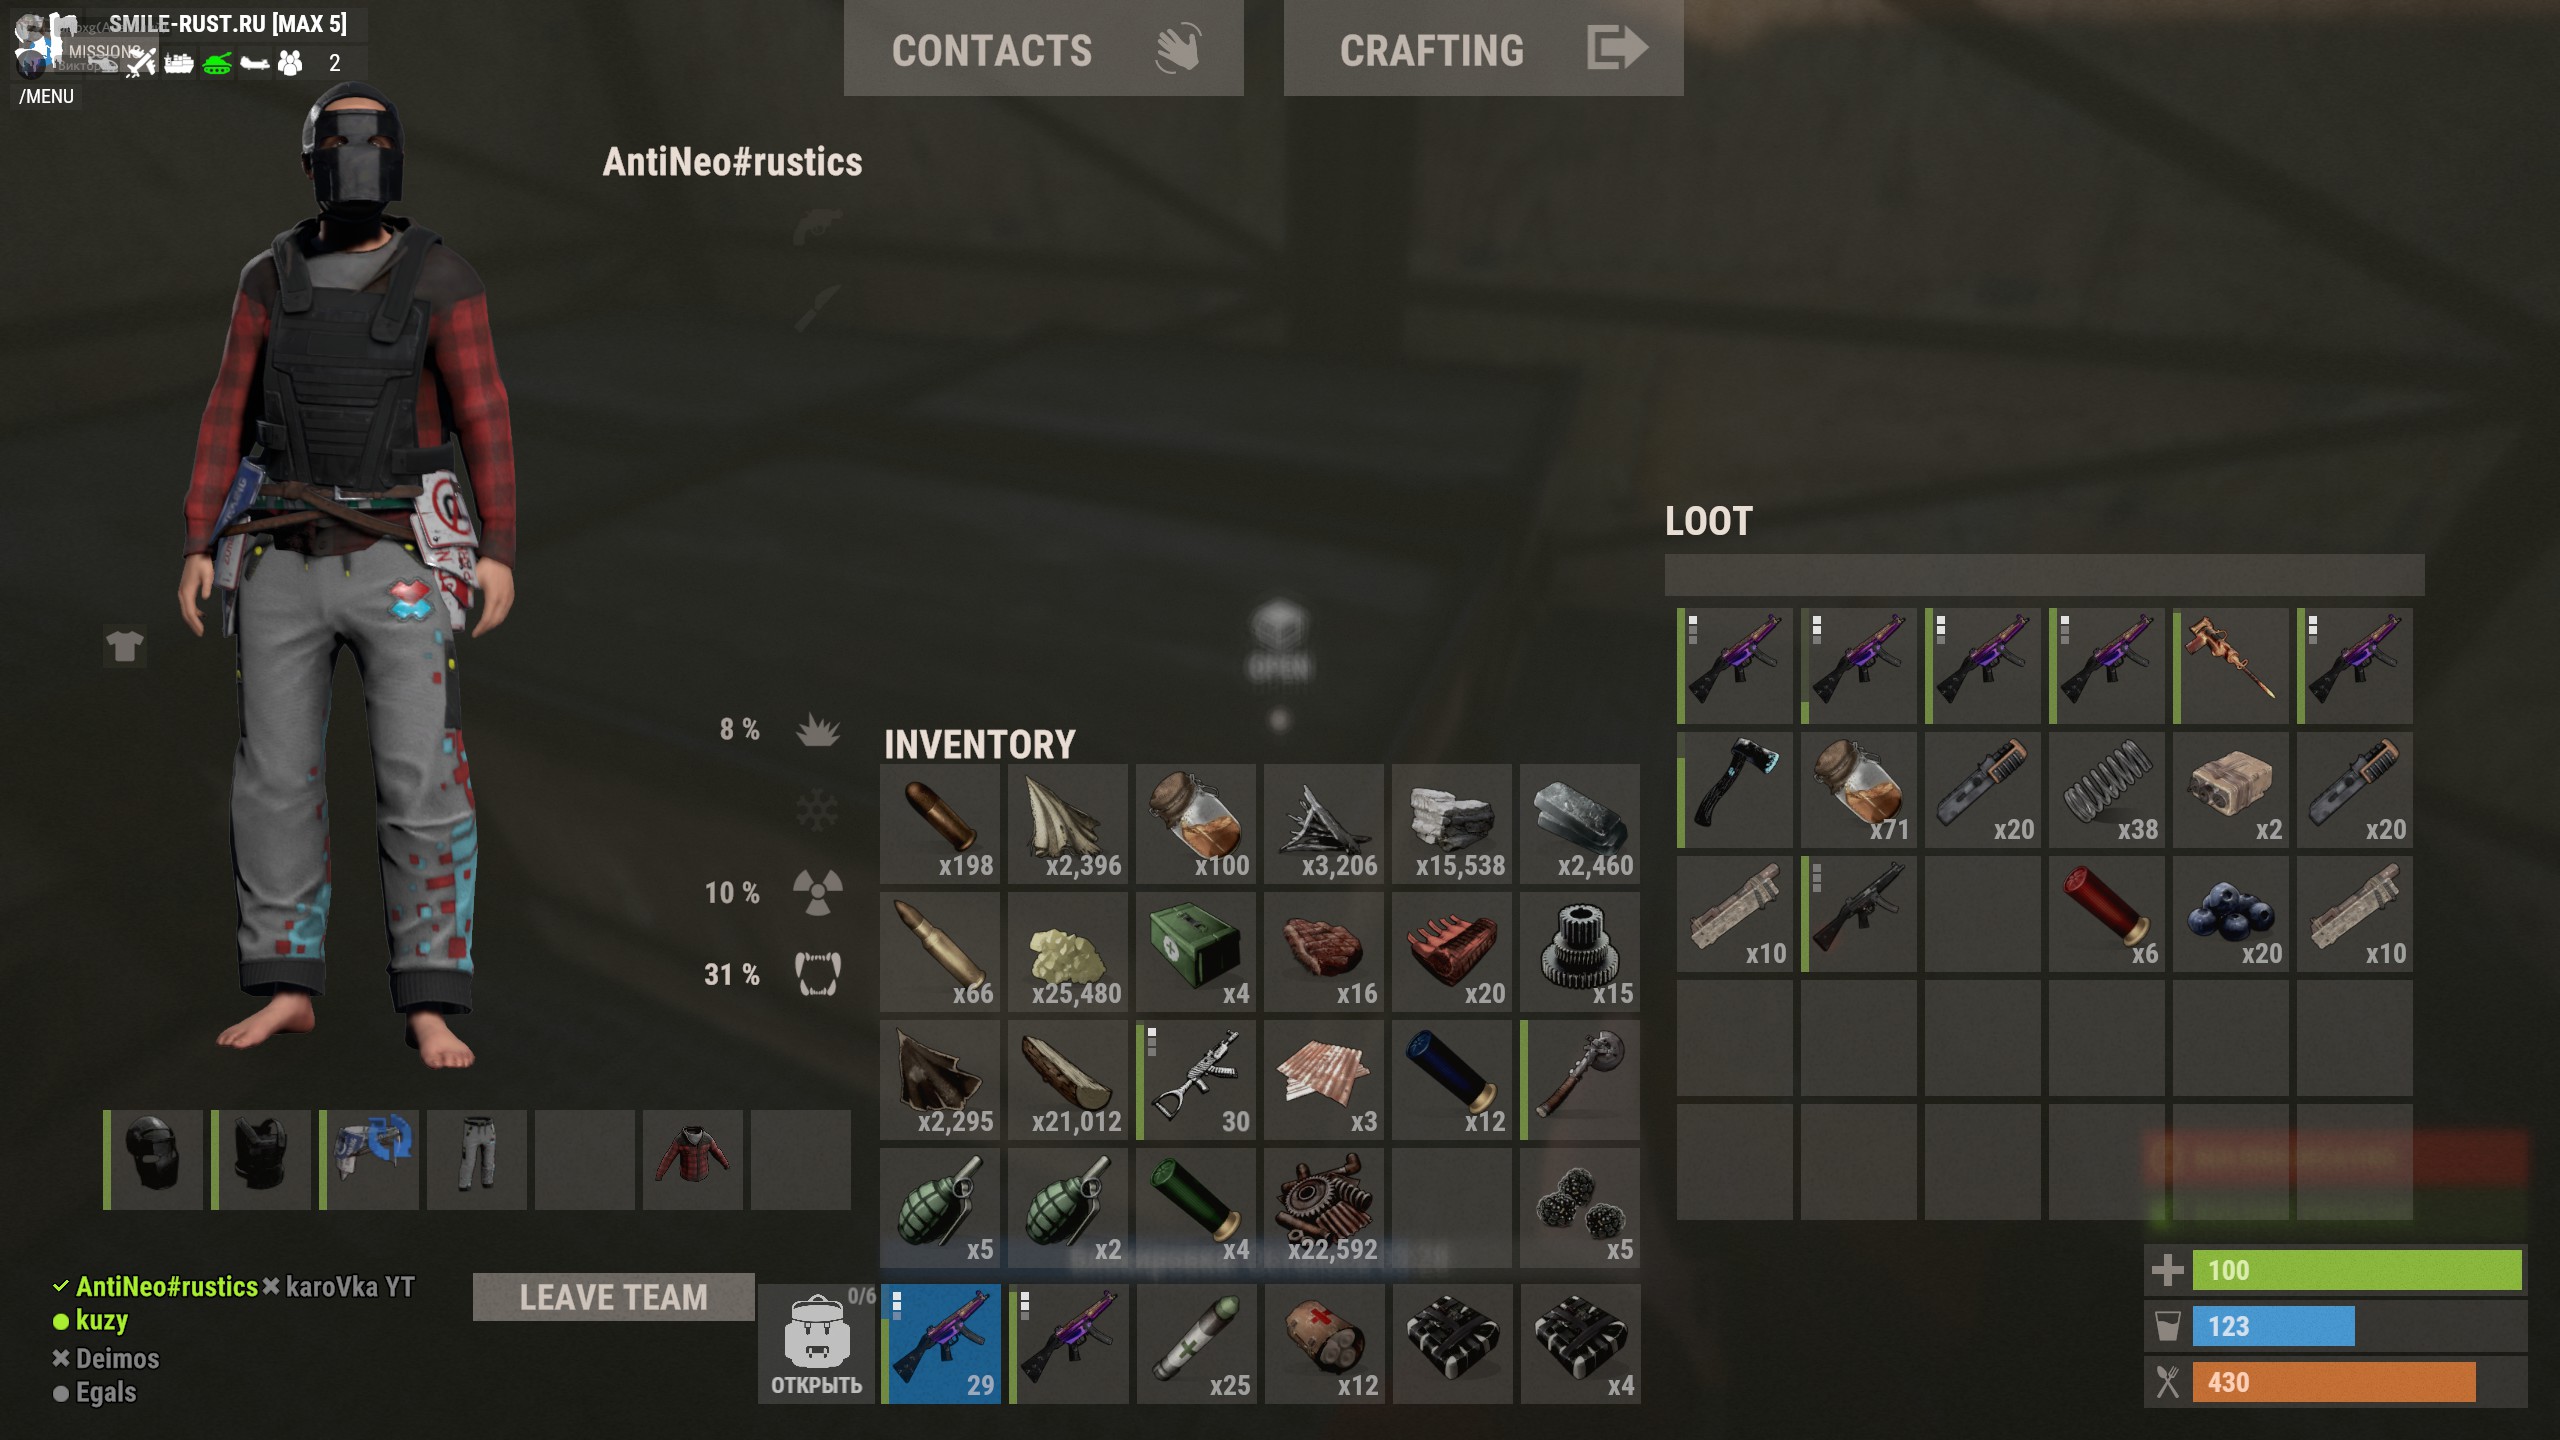 SMILE-RUST.RU [MAX 5]
MISSIONS
2
/MENU
CONTACTS
CRAFTING
AntiNeo#rustics
LOOT
OPEN
8 %
10 %
31 %
INVENTORY
x198
x2,396
x100
x3,206
x15,538
x2,460
x66
x25,480
x4
x16
x20
x15
x2,295
x21,012
30
x3
x12
x5
x2
x4
x22,592
x5
x71
x20
x38
x2
x20
x10
x6
x20
x10
AntiNeo#rustics
karoVka YT
kuzy
Deimos
Egals
LEAVE TEAM
0/6
ОТКРЫТЬ
29
x25
x12
x4
100
123
430